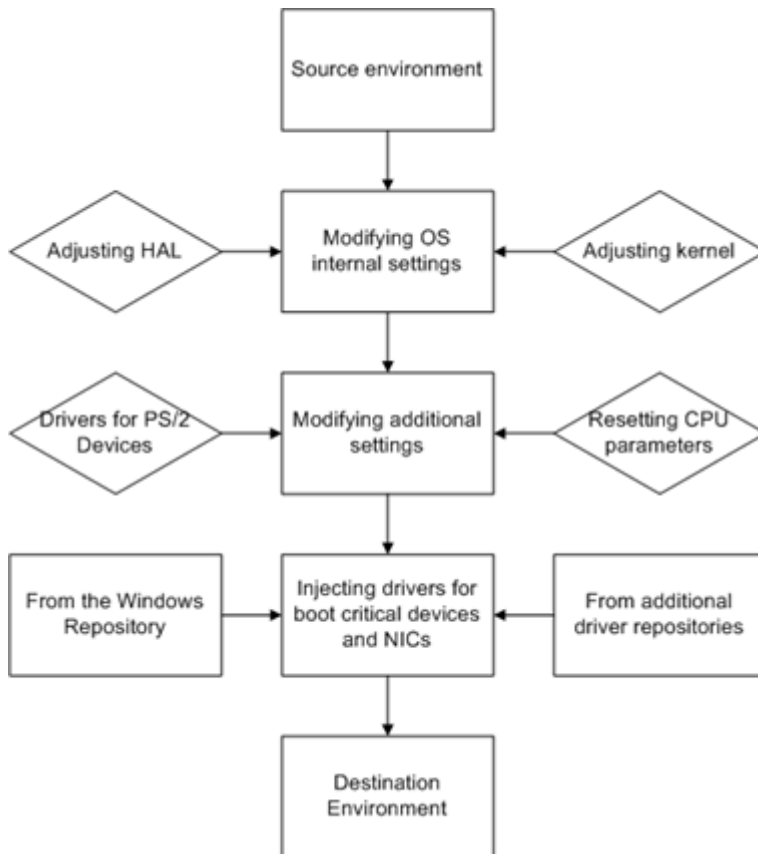 Source environment
Adjusting HAL
Modifying OS
internal settings
Adjusting kernel
Drivers for PS/2
Devices
Modifying additional
settings
Resetting CPU
parameters
From the Windows
Repository
Injecting drivers for
boot critical devices
and NICs
From additional
driver repositories
Destination
Environment